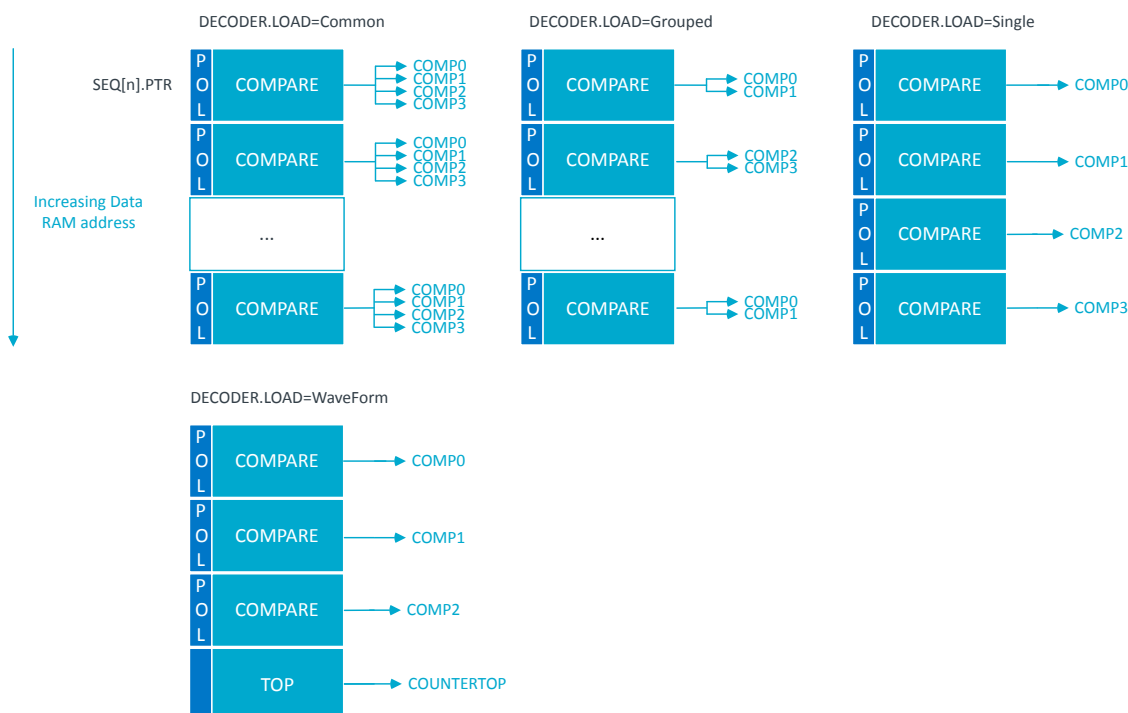 DECODER.LOAD=Common
DECODER.LOAD=Grouped
DECODER.LOAD=Single
SEQ[n].PTR
Increasing Data
RAM address
P
O
L
COMPARE
COMP0
COMP1
COMP2
COMP3
P
O
L
COMPARE
COMP0
COMP1
COMP2
COMP3
...
P
O
L
COMPARE
COMP0
COMP1
COMP2
COMP3
P
O
L
COMPARE
COMP0
COMP1
P
O
L
COMPARE
COMP2
COMP3
...
P
O
L
COMPARE
COMP0
COMP1
P
O
L
COMPARE
COMP0
P
O
L
COMPARE
COMP1
P
O
L
COMPARE
COMP2
P
O
L
COMPARE
COMP3
DECODER.LOAD=WaveForm
P
O
L
COMPARE
COMP0
P
O
L
COMPARE
COMP1
P
O
L
COMPARE
COMP2
TOP
COUNTERTOP